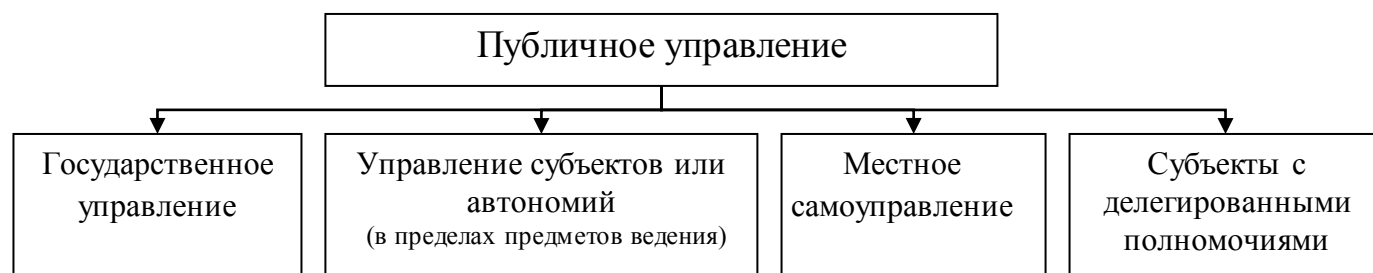 Публичное управление
Государственное
управление
Управление субъектов или
автономий
(в пределах предметов ведения)
Местное
самоуправление
Субъекты с
делегированными
полномочиями